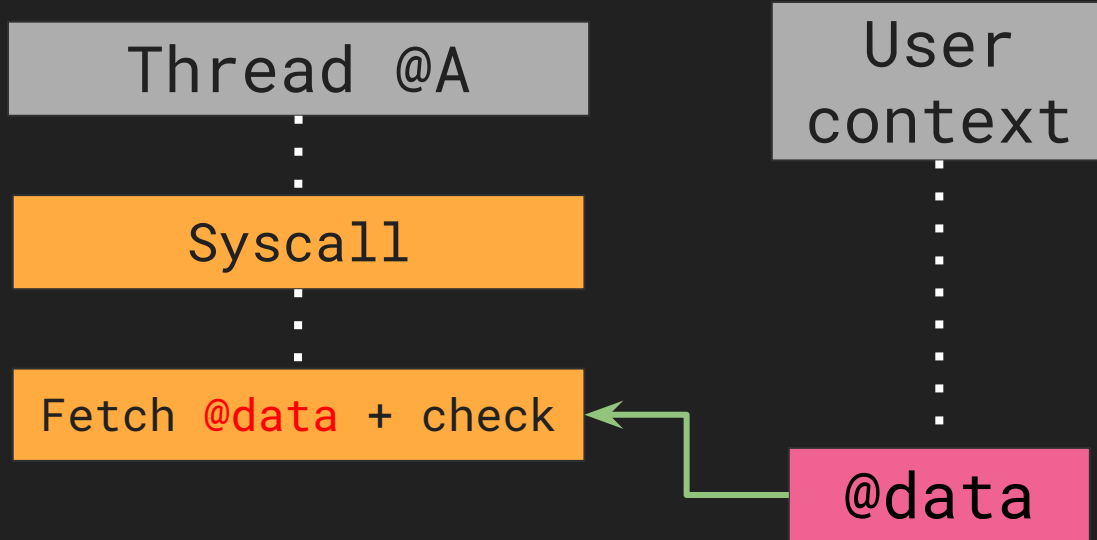 Thread @A
User
context
Syscall
Fetch @data + check
@data